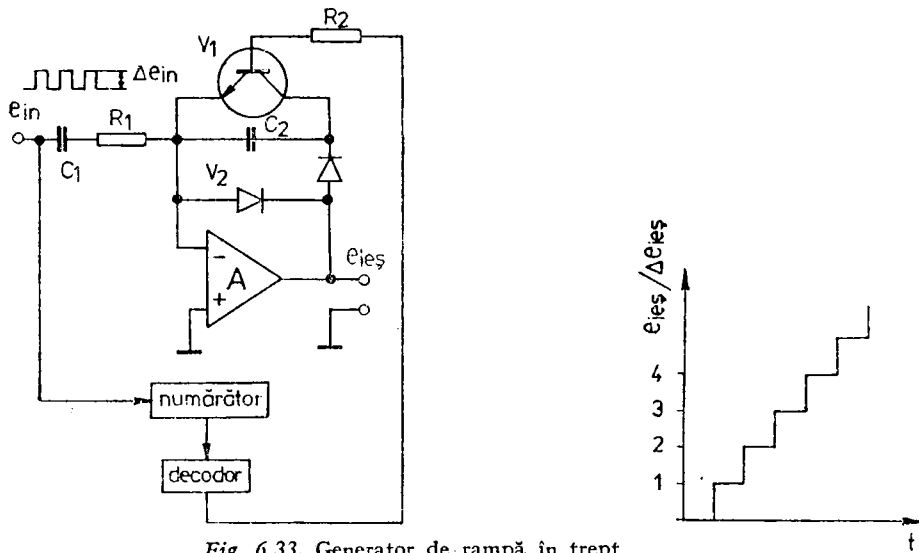 R2
V1
Δein
ein
R1
C1
C2
V2
−
A
+
eieș
numărător
decodor
eieș/Δeieș
4
3
2
1
t
Fig. 6.33. Generator de rampă în trept